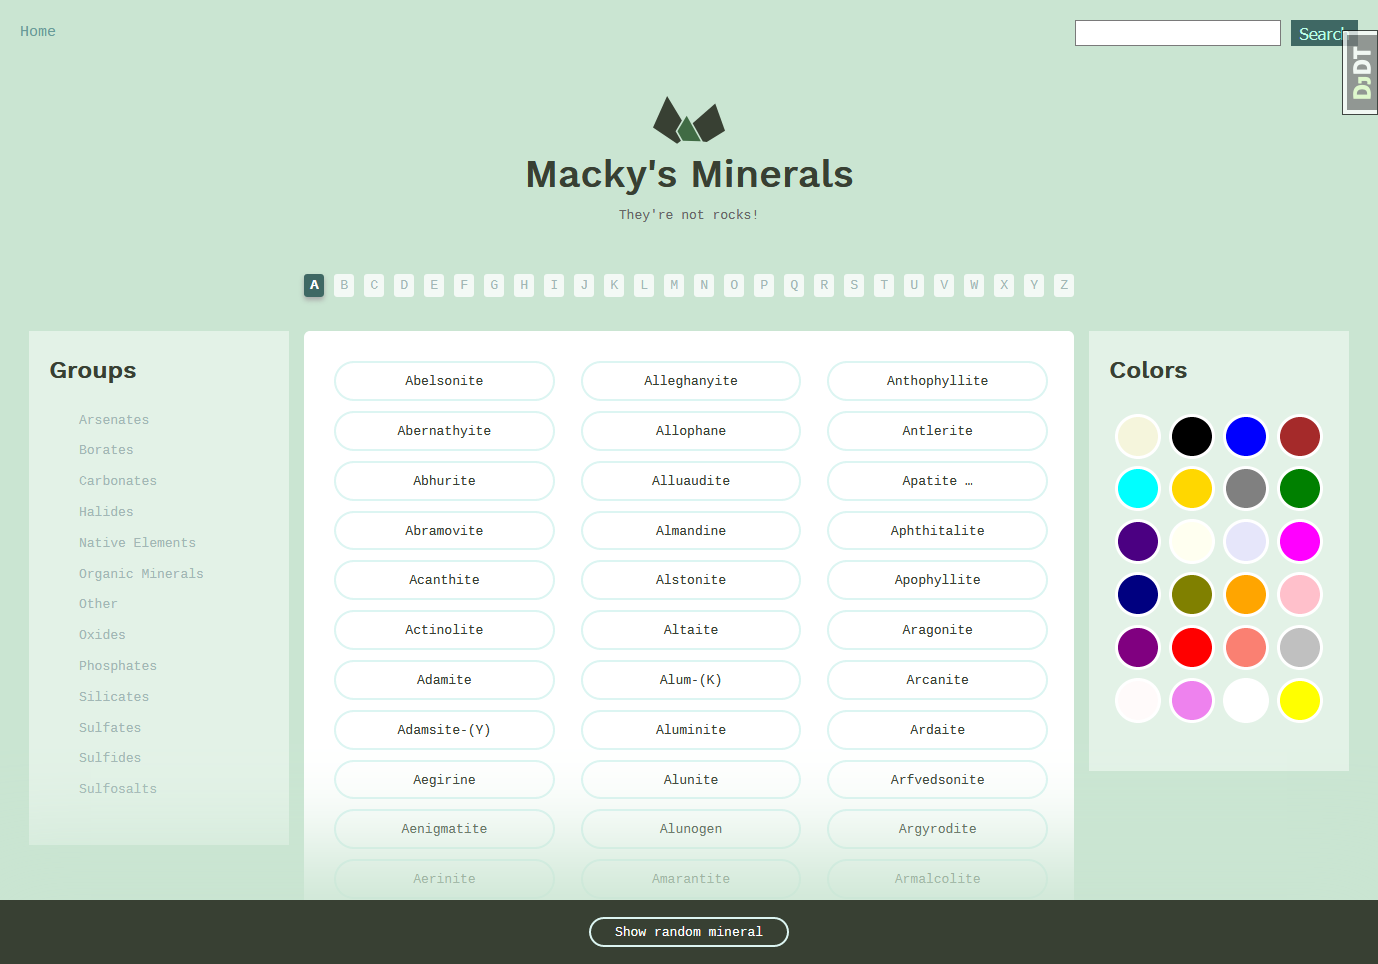 Home
Search
DJDT
Macky's Minerals
They're not rocks!
A B C D E F G H I J K L M N O P Q R S T U V W X Y Z
Groups
Arsenates
Borates
Carbonates
Halides
Native Elements
Organic Minerals
Other
Oxides
Phosphates
Silicates
Sulfates
Sulfides
Sulfosalts
Abelsonite Alleghanyite Anthophyllite
Abernathyite Allophane Antlerite
Abhurite Alluaudite Apatite …
Abramovite Almandine Aphthitalite
Acanthite Alstonite Apophyllite
Actinolite Altaite Aragonite
Adamite Alum-(K) Arcanite
Adamsite-(Y) Aluminite Ardaite
Aegirine Alunite Arfvedsonite
Aenigmatite Alunogen Argyrodite
Aerinite Amarantite Armalcolite
Colors
Show random mineral